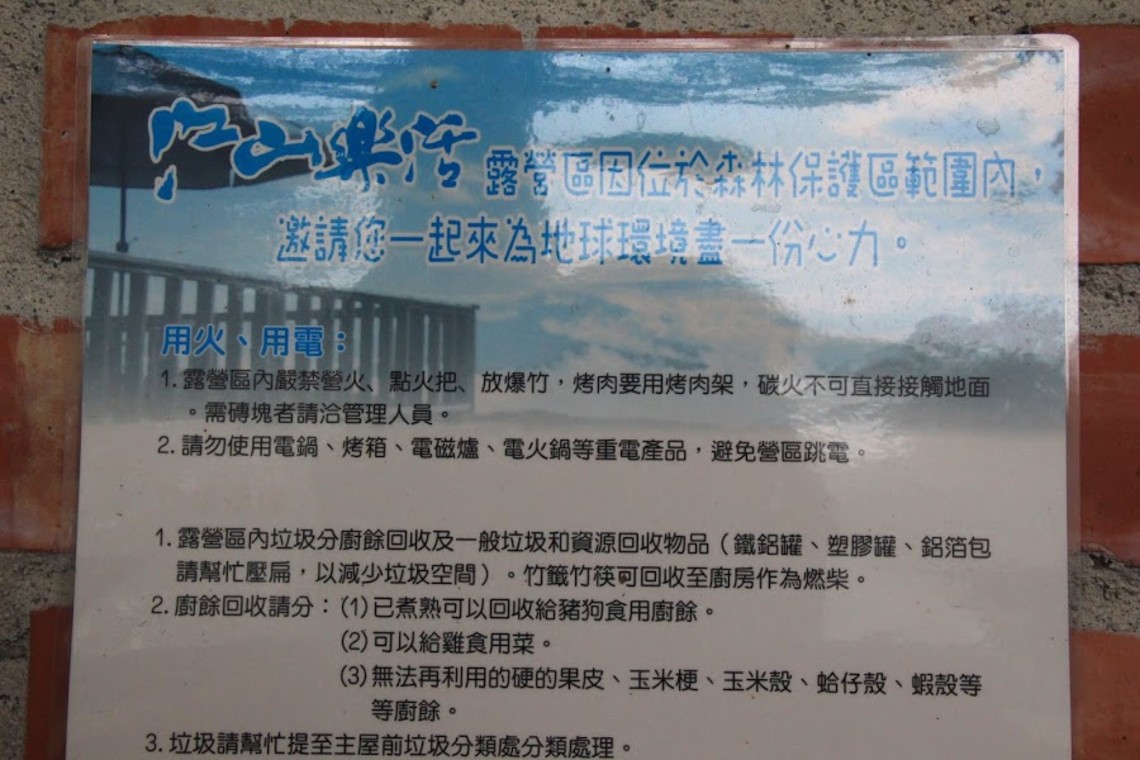 山樂活露營區因位於森林保護區範圍內，
邀請您一起來為地球環境盡一份心力。
用火、用電：
1. 露營區內嚴禁營火、點火把、放爆竹，烤肉要用烤肉架，碳火不可直接接觸地面
。需磚塊者請洽管理人員。
2. 請勿使用電鍋、烤箱、電磁爐、電火鍋等重電產品，避免營區跳電。
1. 露營區內垃圾分廚餘回收及一般垃圾和資源回收物品（鐵鋁罐、塑膠罐、鋁箔包
請幫忙壓扁，以減少垃圾空間）。竹籤竹筷可回收至廚房作為燃柴。
2. 廚餘回收請分：(1)已煮熟可以回收給豬狗食用廚餘。
(2)可以給雞食用菜。
(3)無法再利用的硬的果皮、玉米梗、玉米殼、蛤仔殼、蝦殼等
等廚餘。
3. 垃圾請幫忙提至主屋前垃圾分類處分類處理。